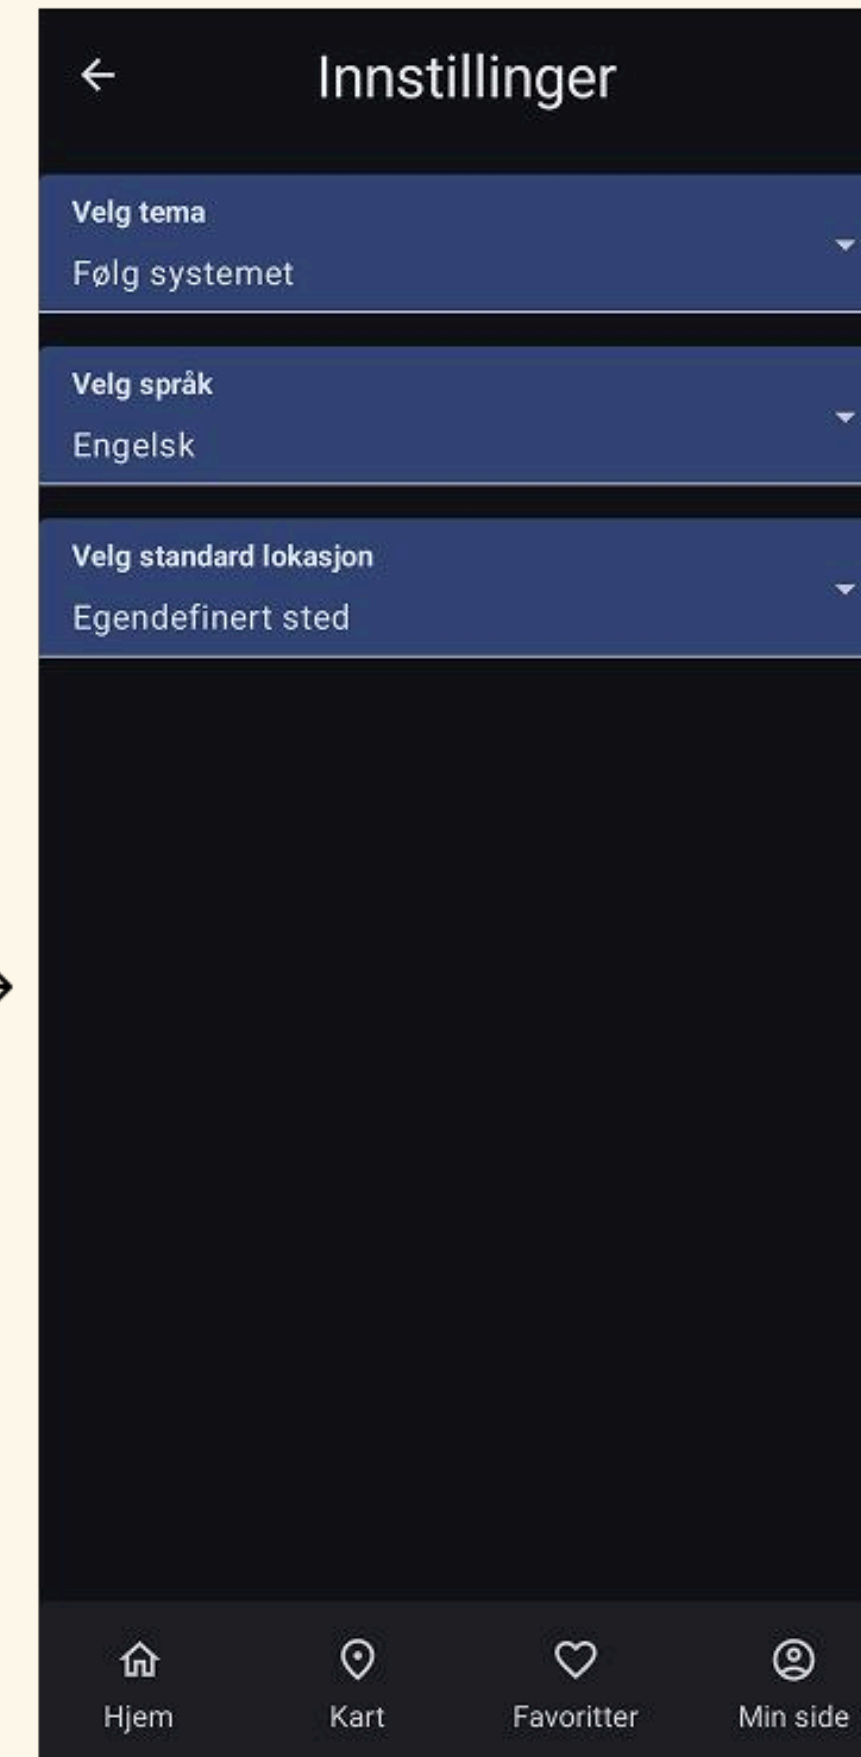 Innstillinger
Velg tema
Følg systemet
Velg språk
Engelsk
Velg standard lokasjon
Egendefinert sted
Hjem Kart Favoritter Min side